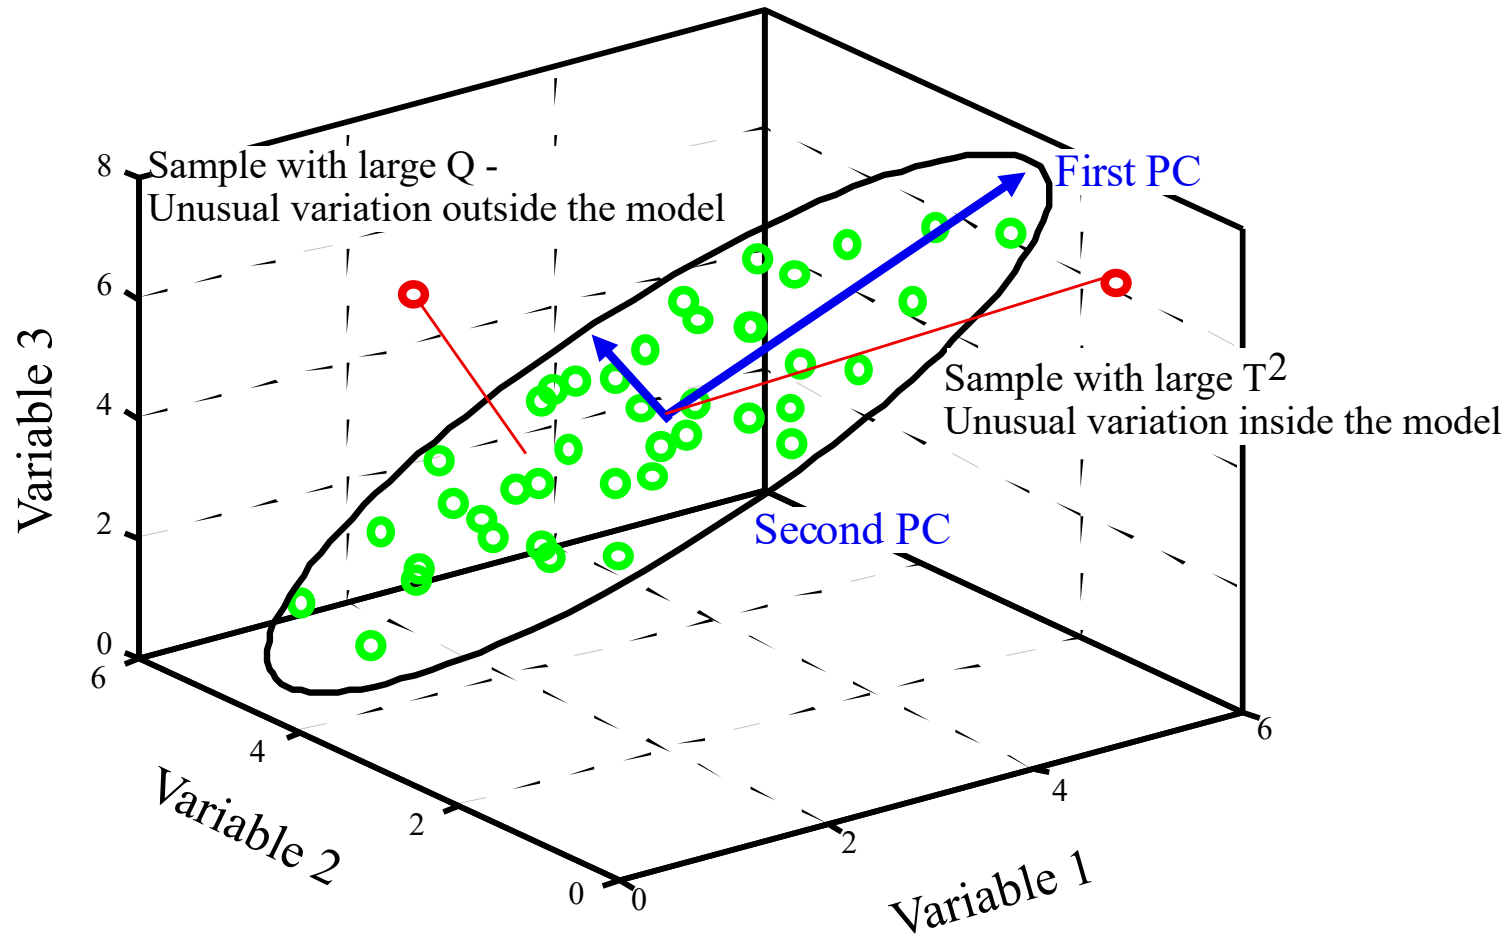 Sample with large Q -
Unusual variation outside the model
First PC
Sample with large T2
Unusual variation inside the model
Second PC
Variable 3
8
6
4
2
0
6
4
2
0
Variable 2
0
2
4
6
Variable 1